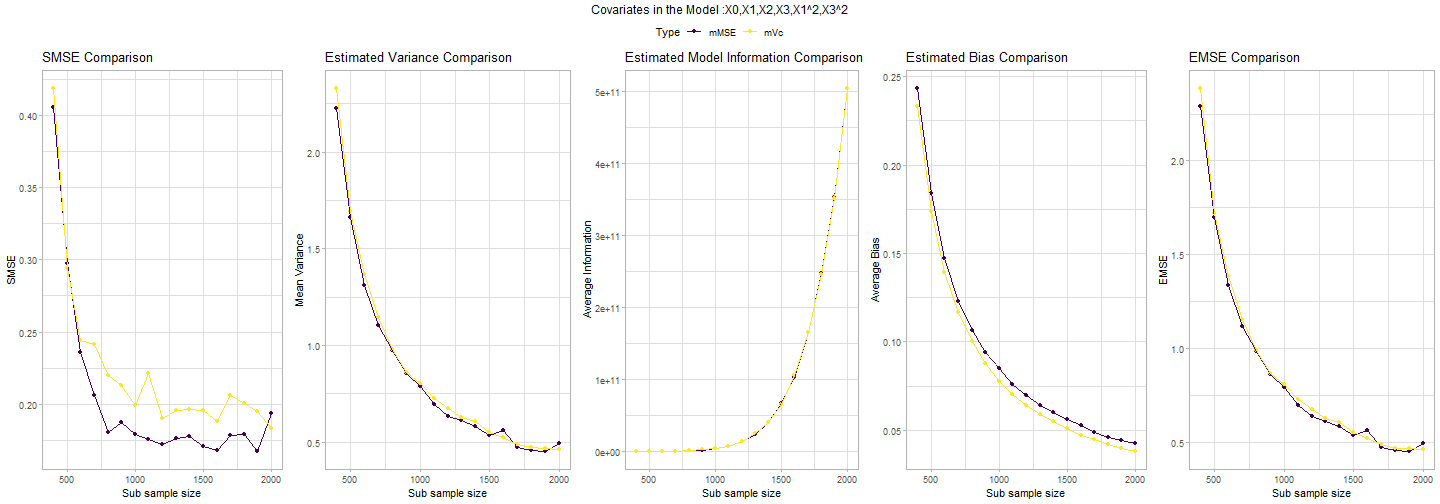 Covariates in the Model :X0,X1,X2,X3,X1^2,X3^2
Type mMSE mVc
SMSE Comparison
SMSE
0.40
0.35
0.30
0.25
0.20
500 1000 1500 2000
Sub sample size
Estimated Variance Comparison
Mean Variance
2.0
1.5
1.0
0.5
500 1000 1500 2000
Sub sample size
Estimated Model Information Comparison
Average Information
5e+11
4e+11
3e+11
2e+11
1e+11
0e+00
500 1000 1500 2000
Sub sample size
Estimated Bias Comparison
Average Bias
0.25
0.20
0.15
0.10
0.05
500 1000 1500 2000
Sub sample size
EMSE Comparison
EMSE
2.0
1.5
1.0
0.5
500 1000 1500 2000
Sub sample size